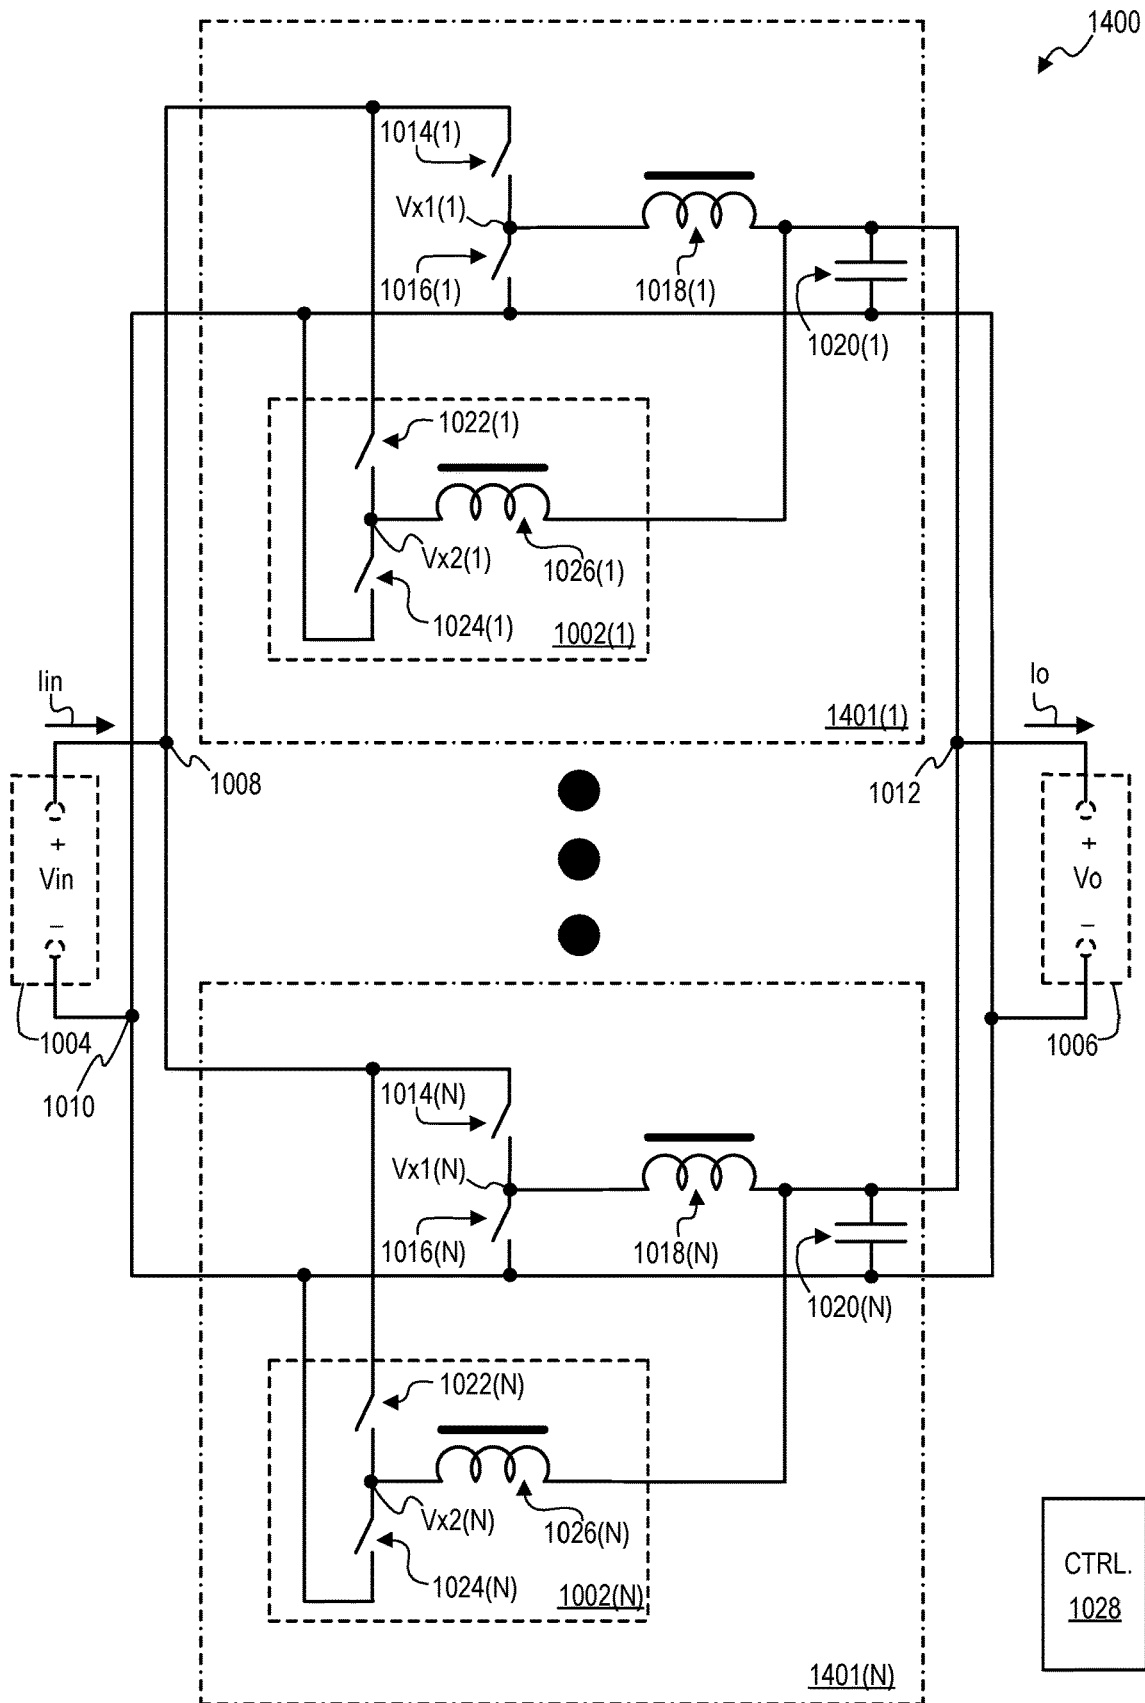 1400
1014(1)
Vx1(1)
1016(1)
1018(1)
1020(1)
1022(1)
Vx2(1)
1026(1)
1024(1)
1002(1)
1401(1)
Iin
Io
1008
1012
+
Vin
–
+
Vo
–
1004
1006
1010
1014(N)
Vx1(N)
1016(N)
1018(N)
1020(N)
1022(N)
Vx2(N)
1026(N)
1024(N)
1002(N)
CTRL.
1028
1401(N)